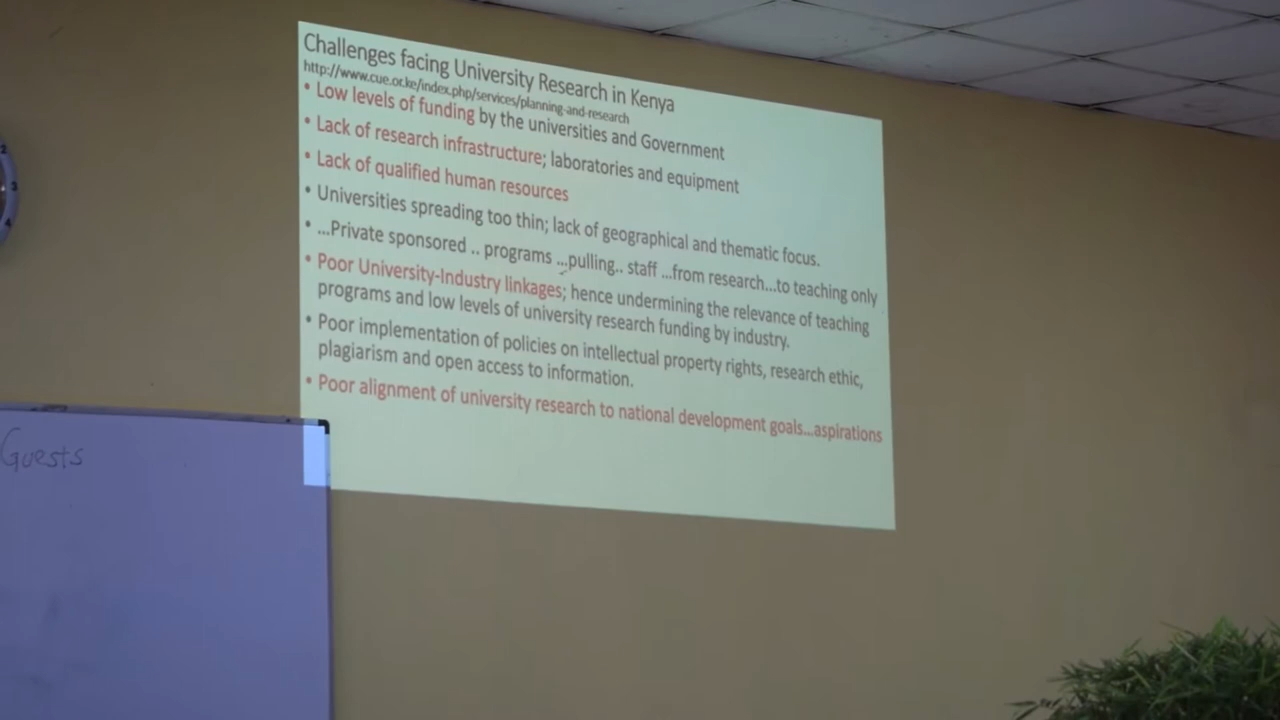 Challenges facing University Research in Kenya
http://www.cue.or.ke/index.php/services/planning-and-research
• Low levels of funding by the universities and Government
• Lack of research infrastructure; laboratories and equipment
• Lack of qualified human resources
• Universities spreading too thin; lack of geographical and thematic focus.
• ...Private sponsored .. programs ...pulling.. staff ...from research...to teaching only
• Poor University-Industry linkages; hence undermining the relevance of teaching
programs and low levels of university research funding by industry.
• Poor implementation of policies on intellectual property rights, research ethic,
plagiarism and open access to information.
• Poor alignment of university research to national development goals...aspirations
Guests